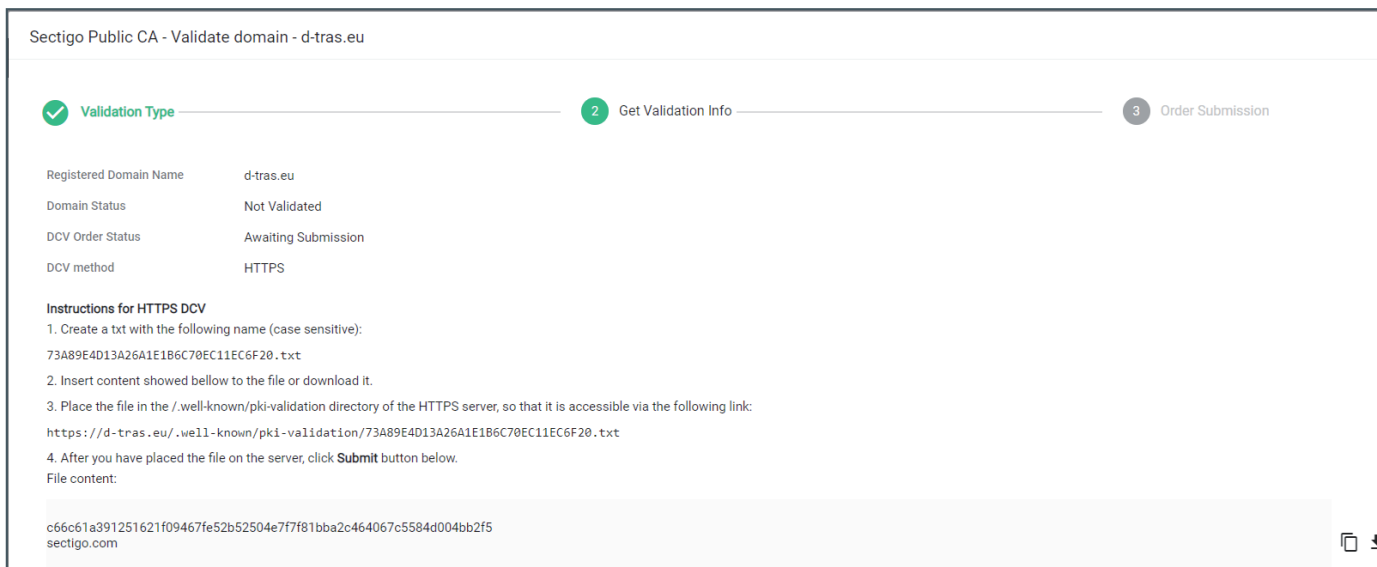 Sectigo Public CA - Validate domain - d-tras.eu
Validation Type
2 Get Validation Info
3 Order Submission
Registered Domain Name d-tras.eu
Domain Status Not Validated
DCV Order Status Awaiting Submission
DCV method HTTPS
Instructions for HTTPS DCV
1. Create a txt with the following name (case sensitive):
73A89E4D13A26A1E1B6C70EC11EC6F20.txt
2. Insert content showed bellow to the file or download it.
3. Place the file in the /.well-known/pki-validation directory of the HTTPS server, so that it is accessible via the following link:
https://d-tras.eu/.well-known/pki-validation/73A89E4D13A26A1E1B6C70EC11EC6F20.txt
4. After you have placed the file on the server, click Submit button below.
File content:
c66c61a391251621f09467fe52b52504e7f7f81bba2c464067c5584d004bb2f5
sectigo.com